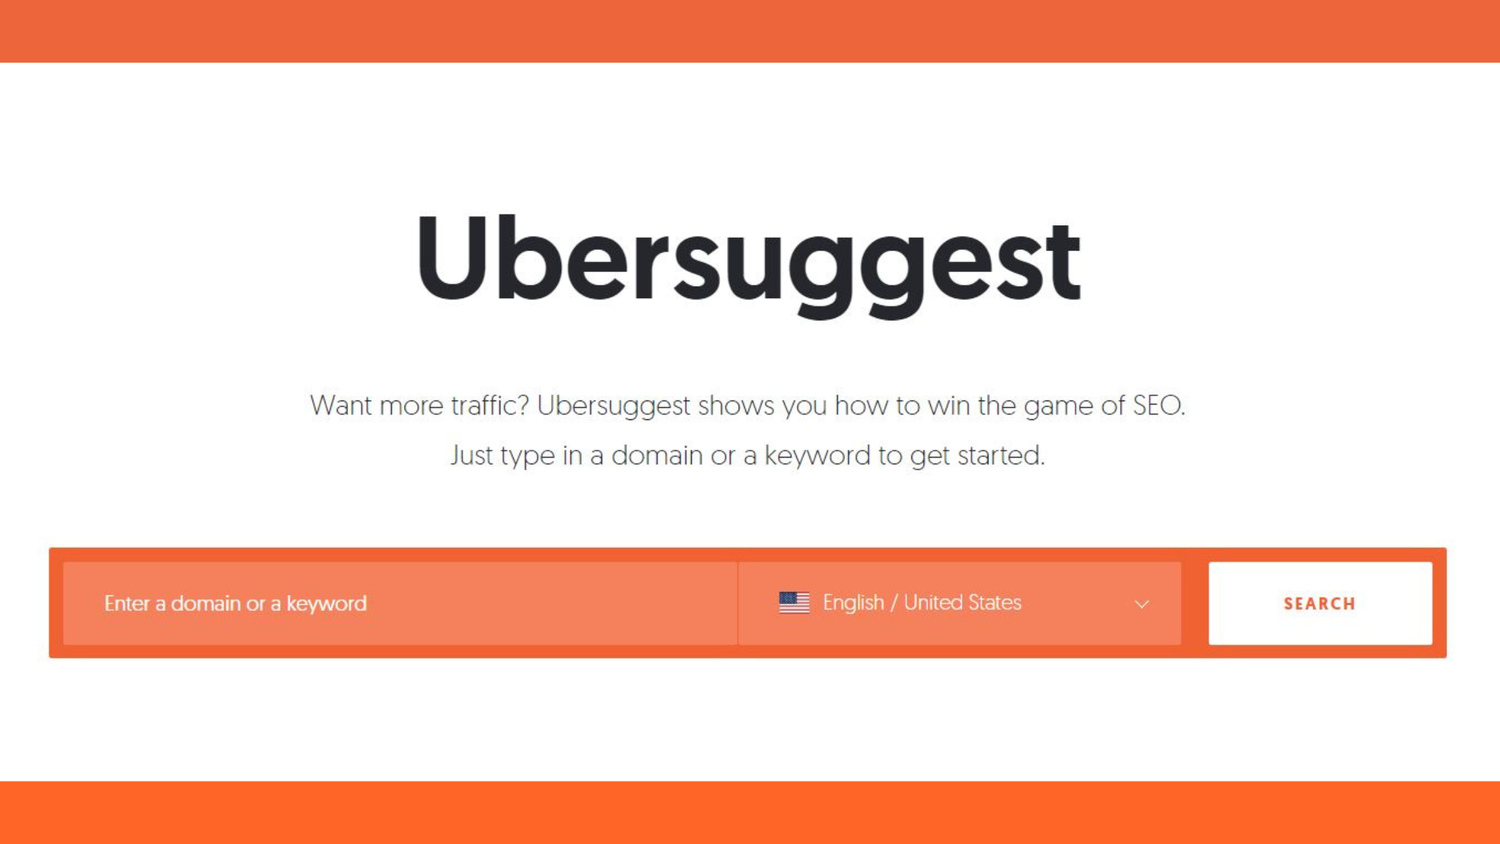 Ubersuggest
Want more traffic? Ubersuggest shows you how to win the game of SEO.
Just type in a domain or a keyword to get started.
Enter a domain or a keyword
English / United States
SEARCH